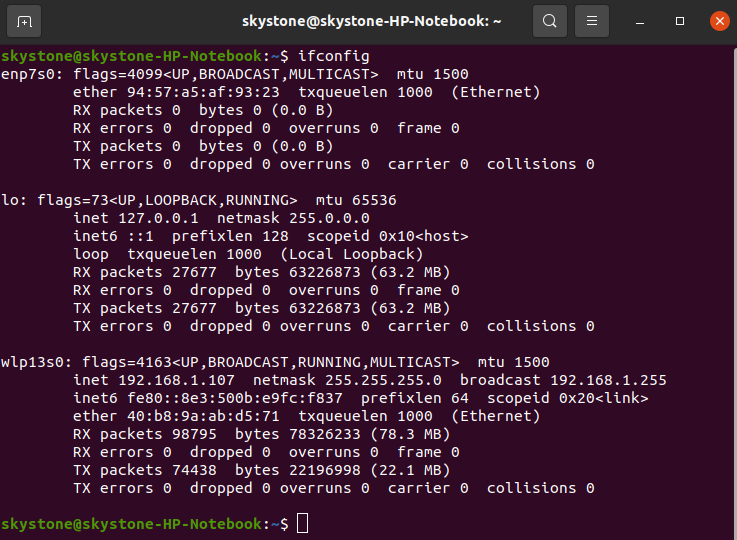 skystone@skystone-HP-Notebook: ~
skystone@skystone-HP-Notebook:~$ ifconfig
enp7s0: flags=4099<UP,BROADCAST,MULTICAST>  mtu 1500
        ether 94:57:a5:af:93:23  txqueuelen 1000  (Ethernet)
        RX packets 0  bytes 0 (0.0 B)
        RX errors 0  dropped 0  overruns 0  frame 0
        TX packets 0  bytes 0 (0.0 B)
        TX errors 0  dropped 0 overruns 0  carrier 0  collisions 0

lo: flags=73<UP,LOOPBACK,RUNNING>  mtu 65536
        inet 127.0.0.1  netmask 255.0.0.0
        inet6 ::1  prefixlen 128  scopeid 0x10<host>
        loop  txqueuelen 1000  (Local Loopback)
        RX packets 27677  bytes 63226873 (63.2 MB)
        RX errors 0  dropped 0  overruns 0  frame 0
        TX packets 27677  bytes 63226873 (63.2 MB)
        TX errors 0  dropped 0 overruns 0  carrier 0  collisions 0

wlp13s0: flags=4163<UP,BROADCAST,RUNNING,MULTICAST>  mtu 1500
        inet 192.168.1.107  netmask 255.255.255.0  broadcast 192.168.1.255
        inet6 fe80::8e3:500b:e9fc:f837  prefixlen 64  scopeid 0x20<link>
        ether 40:b8:9a:ab:d5:71  txqueuelen 1000  (Ethernet)
        RX packets 98795  bytes 78326233 (78.3 MB)
        RX errors 0  dropped 0  overruns 0  frame 0
        TX packets 74438  bytes 22196998 (22.1 MB)
        TX errors 0  dropped 0 overruns 0  carrier 0  collisions 0

skystone@skystone-HP-Notebook:~$